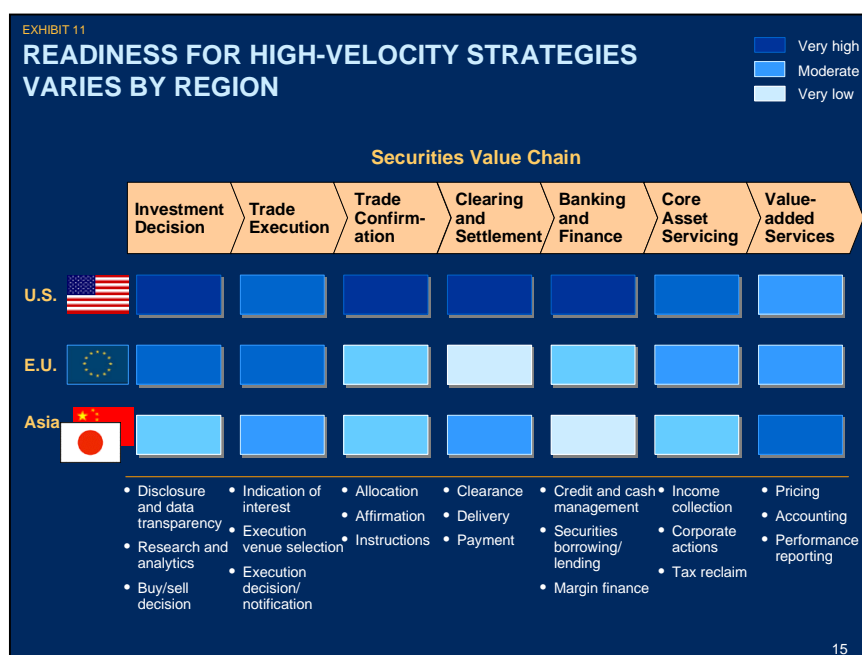 EXHIBIT 11
READINESS FOR HIGH-VELOCITY STRATEGIES
VARIES BY REGION
Very high
Moderate
Very low
Securities Value Chain
Investment
Decision
Trade
Execution
Trade
Confirm-
ation
Clearing
and
Settlement
Banking
and
Finance
Core
Asset
Servicing
Value-
added
Services
U.S.
E.U.
Asia
• Disclosure
and data
transparency
• Research and
analytics
• Buy/sell
decision
• Indication of
interest
• Execution
venue selection
• Execution
decision/
notification
• Allocation
• Affirmation
• Instructions
• Clearance
• Delivery
• Payment
• Credit and cash
management
• Securities
borrowing/
lending
• Margin finance
• Income
collection
• Corporate
actions
• Tax reclaim
• Pricing
• Accounting
• Performance
reporting
15